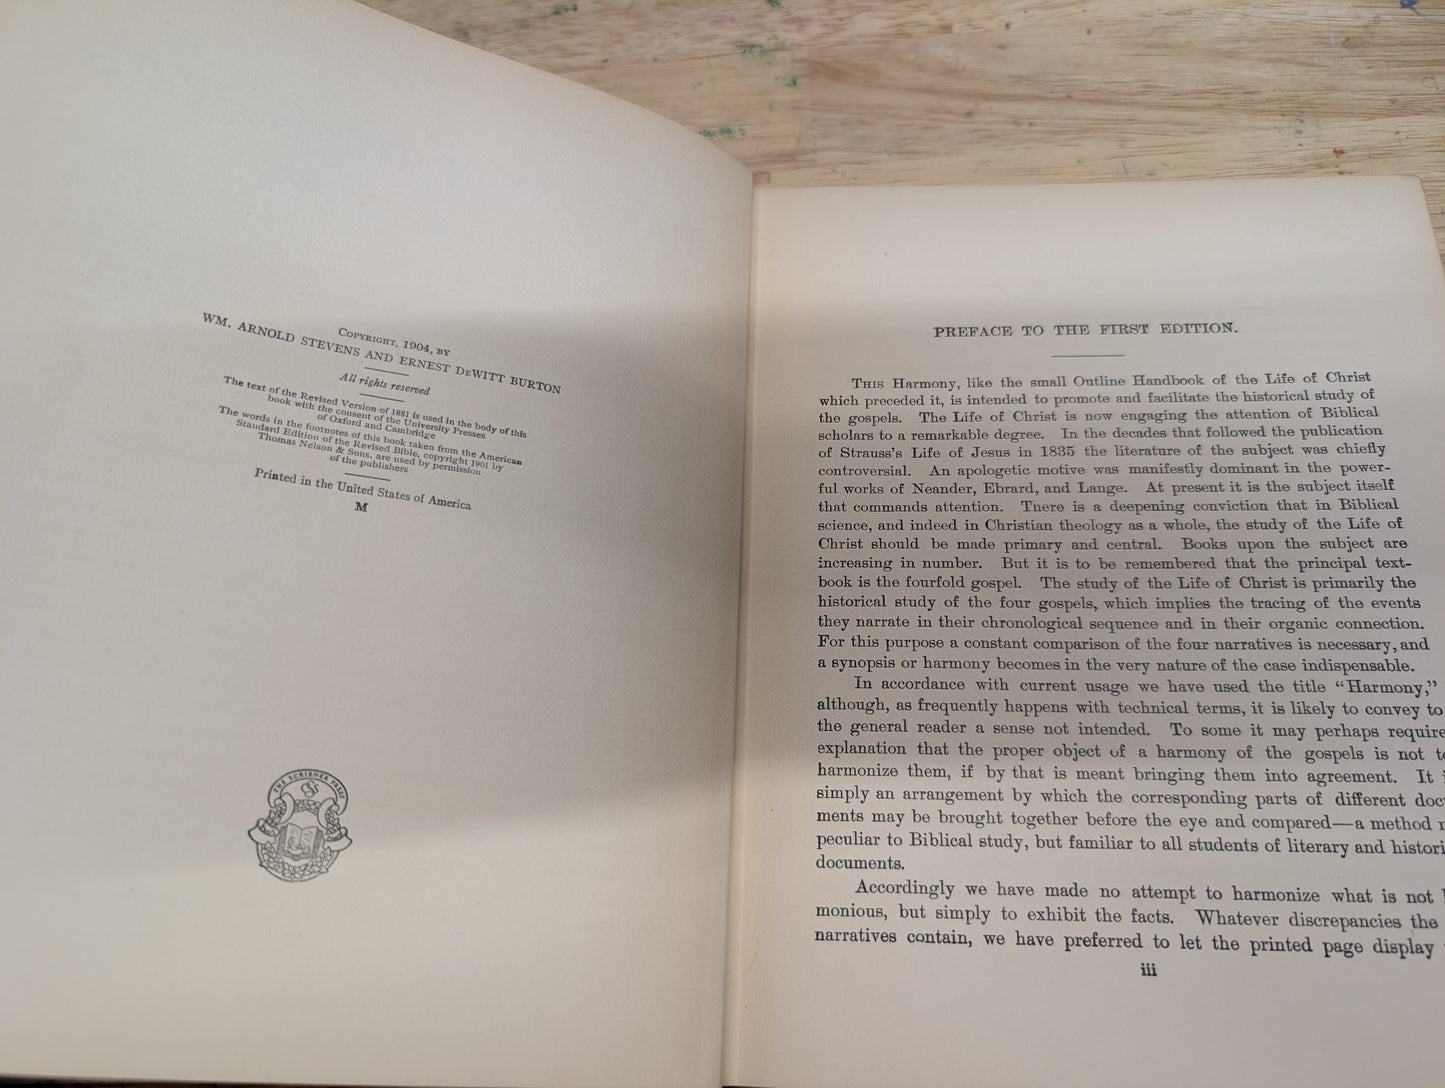 COPYRIGHT, 1904, BY
WM. ARNOLD STEVENS AND ERNEST DEWITT BURTON
All rights reserved
The text of the Revised Version of 1881 is used in the body of this
book with the consent of the University Presses
of Oxford and Cambridge
The words in the footnotes of this book taken from the American
Standard Edition of the Revised Bible, copyright 1901 by
Thomas Nelson & Sons, are used by permission
of the publishers
Printed in the United States of America
M
THE SCRIBNER PRESS
PREFACE TO THE FIRST EDITION.
THIS Harmony, like the small Outline Handbook of the Life of Christ
which preceded it, is intended to promote and facilitate the historical study of
the gospels. The Life of Christ is now engaging the attention of Biblical
scholars to a remarkable degree. In the decades that followed the publication
of Strauss's Life of Jesus in 1835 the literature of the subject was chiefly
controversial. An apologetic motive was manifestly dominant in the power-
ful works of Neander, Ebrard, and Lange. At present it is the subject itself
that commands attention. There is a deepening conviction that in Biblical
science, and indeed in Christian theology as a whole, the study of the Life of
Christ should be made primary and central. Books upon the subject are
increasing in number. But it is to be remembered that the principal text-
book is the fourfold gospel. The study of the Life of Christ is primarily the
historical study of the four gospels, which implies the tracing of the events
they narrate in their chronological sequence and in their organic connection.
For this purpose a constant comparison of the four narratives is necessary, and
a synopsis or harmony becomes in the very nature of the case indispensable.
In accordance with current usage we have used the title "Harmony,"
although, as frequently happens with technical terms, it is likely to convey to
the general reader a sense not intended. To some it may perhaps require
explanation that the proper object of a harmony of the gospels is not
harmonize them, if by that is meant bringing them into agreement. It
simply an arrangement by which the corresponding parts of different
ments may be brought together before the eye and compared—a method
peculiar to Biblical study, but familiar to all students of literary and
documents.
Accordingly we have made no attempt to harmonize what is not
monious, but simply to exhibit the facts. Whatever discrepancies the
narratives contain, we have preferred to let the printed page display
iii